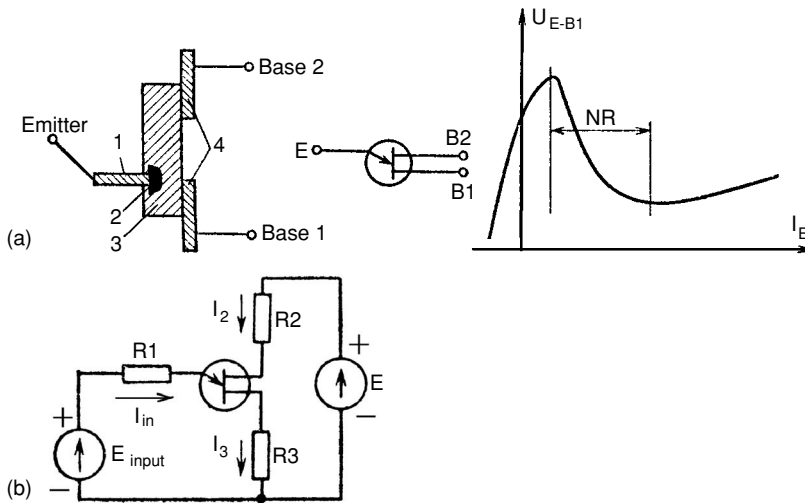 Base 2
Emitter
1
4
2
3
Base 1
(a)
E
B2
B1
U E-B1
NR
I E
I 2
R2
R1
E
+
−
I in
+
E input
−
I 3
R3
(b)